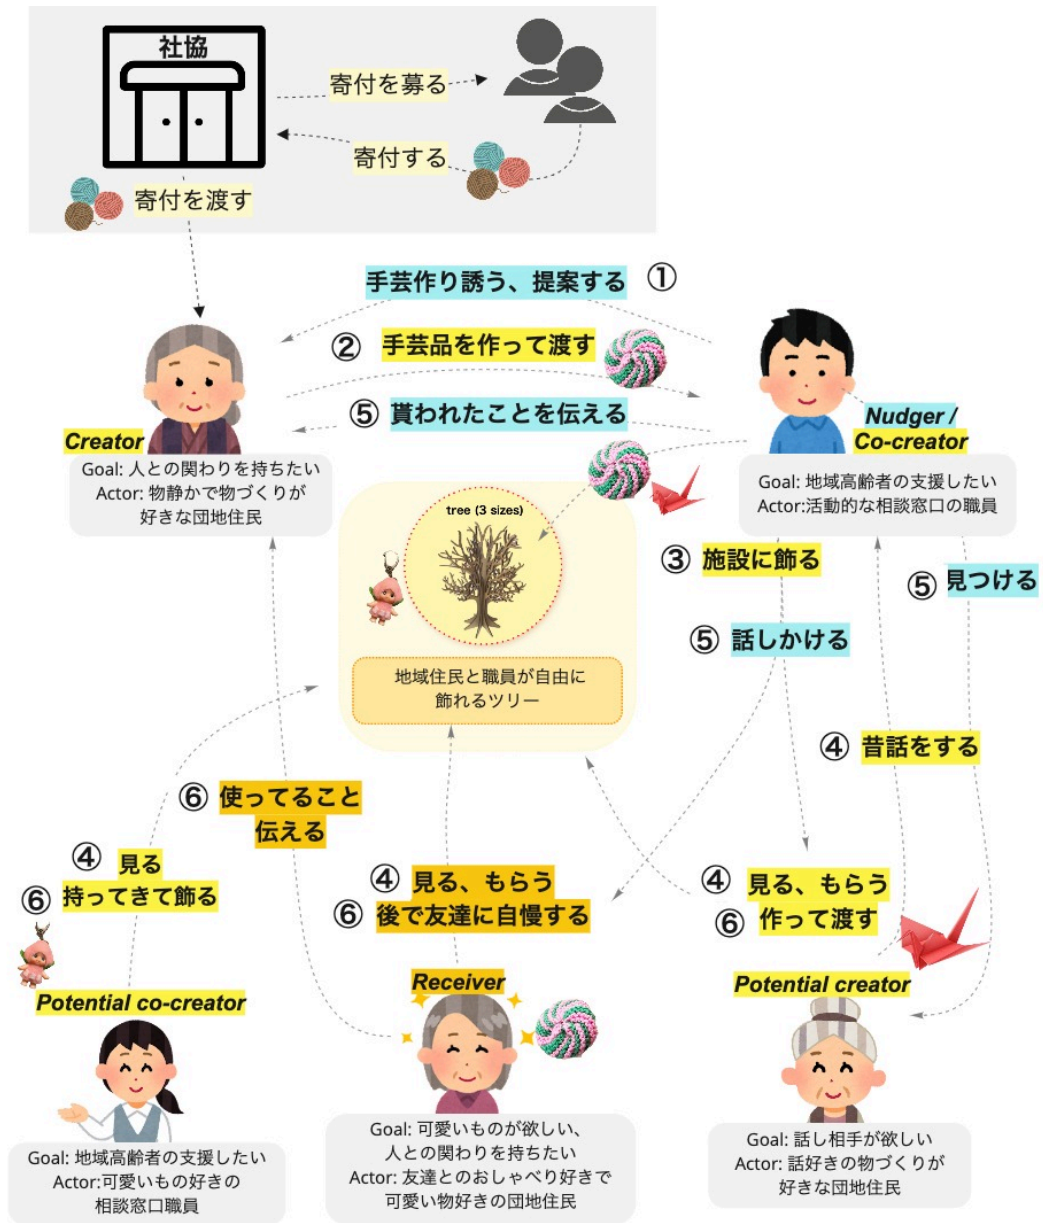 社協
寄付を募る
寄付する
寄付を渡す
手芸作り誘う、提案する ①
② 手芸品を作って渡す
⑤ 貰われたことを伝える
Creator
Goal: 人との関わりを持ちたい
Actor: 物静かで物づくりが
好きな団地住民
Nudger /
Co-creator
Goal: 地域高齢者の支援したい
Actor:活動的な相談窓口の職員
tree (3 sizes)
地域住民と職員が自由に
飾れるツリー
③ 施設に飾る
⑤ 見つける
⑤ 話しかける
④ 昔話をする
⑥ 使ってること
伝える
④ 見る
⑥ 持ってきて飾る
④ 見る、もらう
⑥ 後で友達に自慢する
④ 見る、もらう
⑥ 作って渡す
Potential co-creator
Goal: 地域高齢者の支援したい
Actor:可愛いもの好きの
相談窓口職員
Receiver
Goal: 可愛いものが欲しい、
人との関わりを持ちたい
Actor: 友達とのおしゃべり好きで
可愛い物好きの団地住民
Potential creator
Goal: 話し相手が欲しい
Actor: 話好きの物づくりが
好きな団地住民